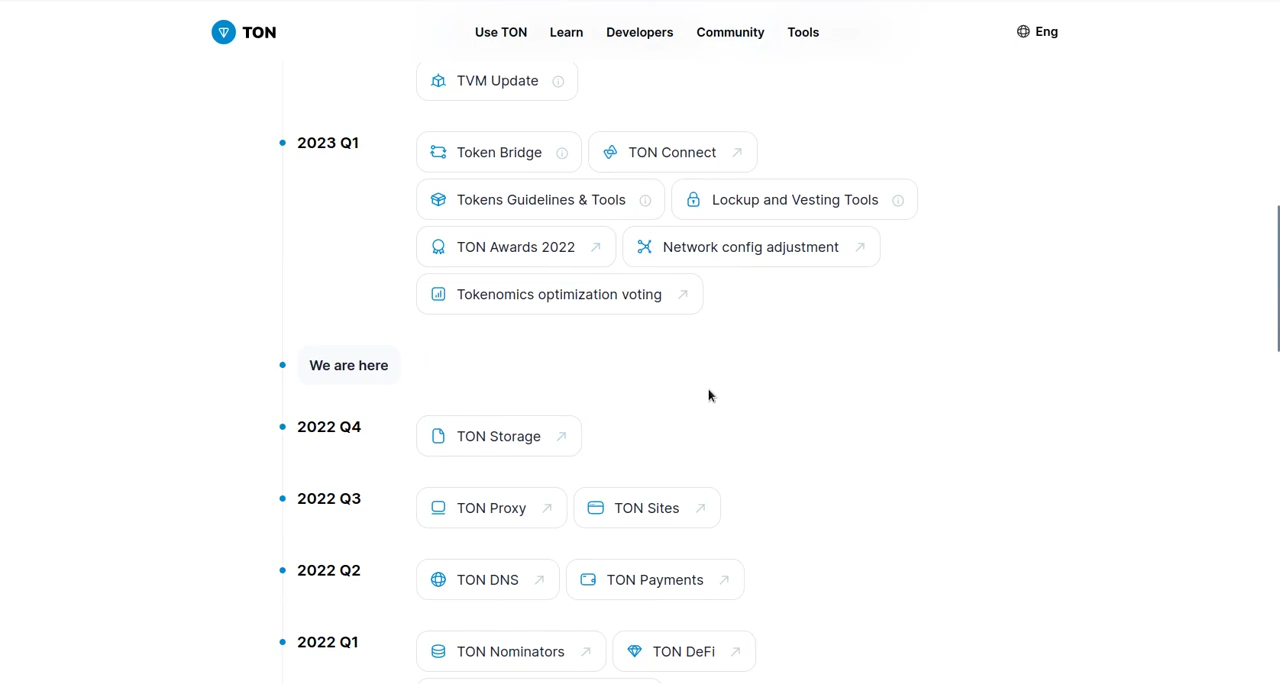 TON
Use TON Learn Developers Community Tools
Eng
TVM Update
2023 Q1
Token Bridge TON Connect
Tokens Guidelines & Tools Lockup and Vesting Tools
TON Awards 2022 Network config adjustment
Tokenomics optimization voting
We are here
2022 Q4
TON Storage
2022 Q3
TON Proxy TON Sites
2022 Q2
TON DNS TON Payments
2022 Q1
TON Nominators TON DeFi